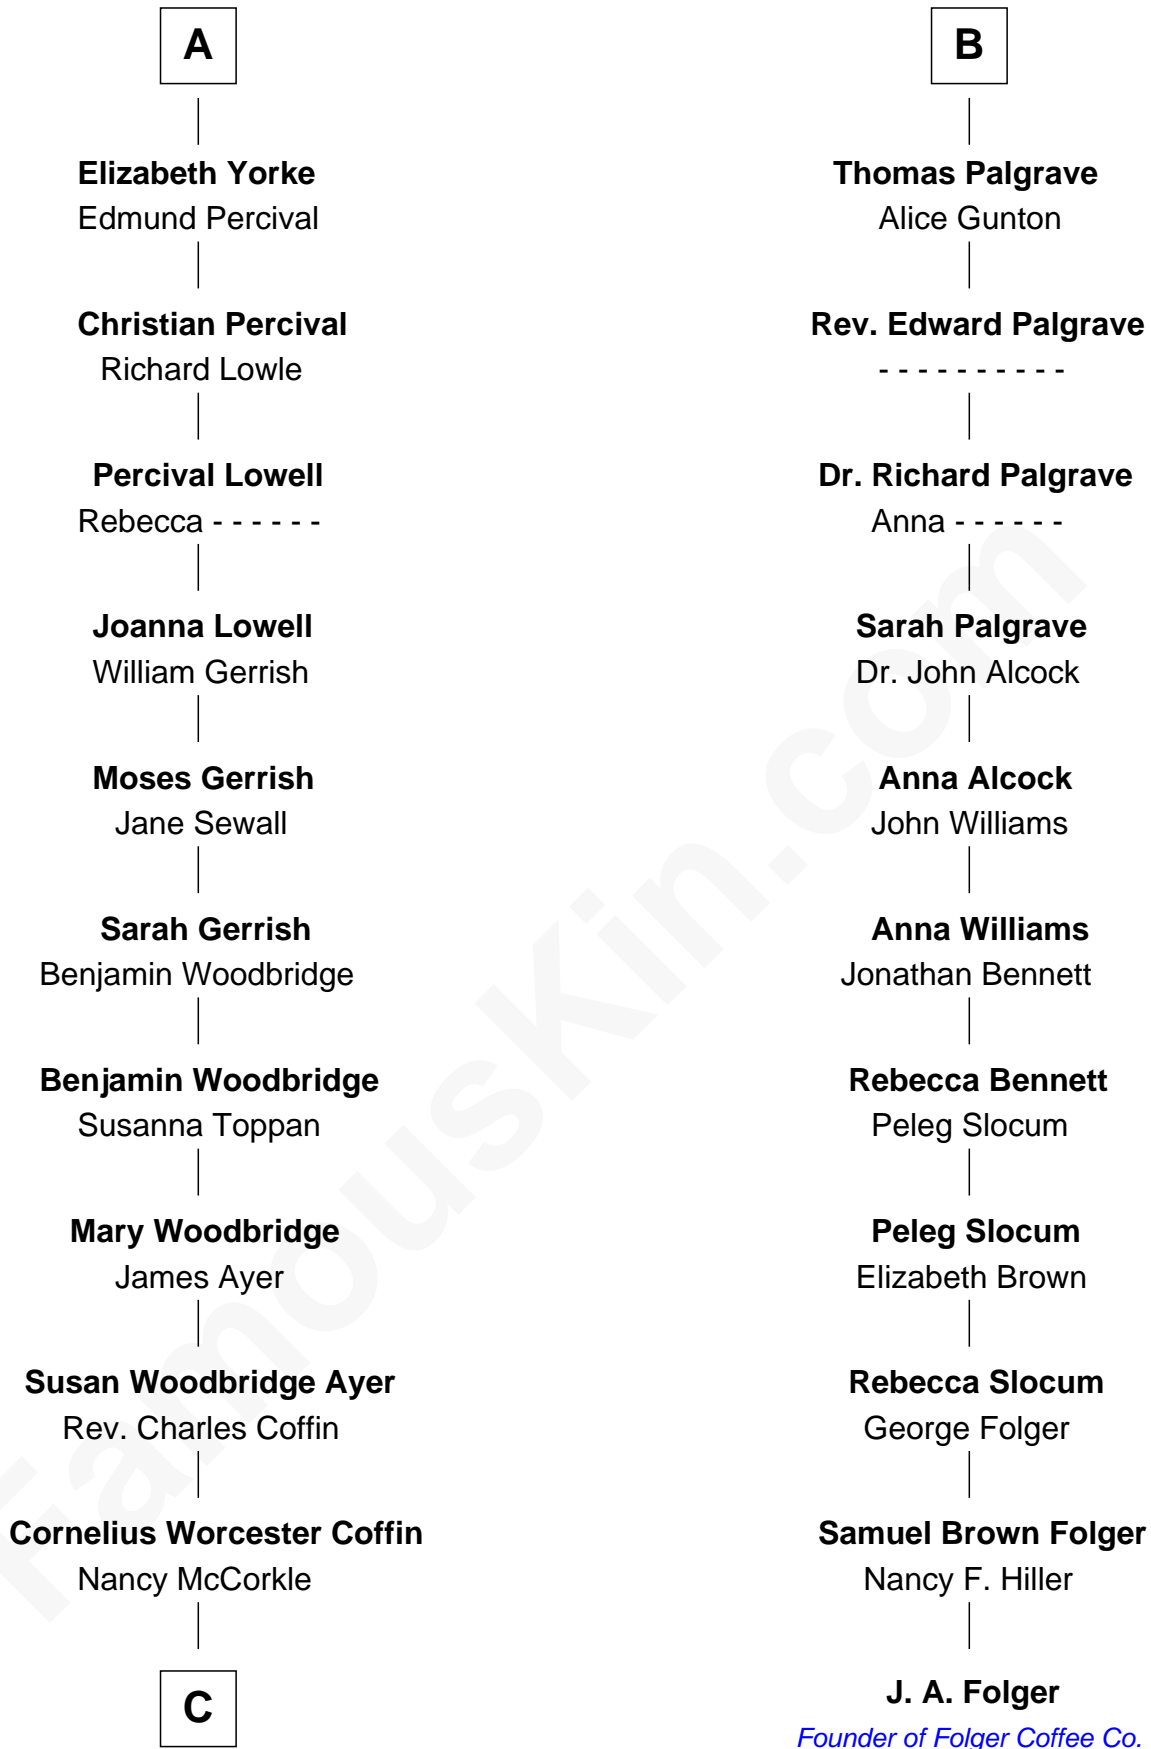 A
Elizabeth Yorke
Edmund Percival
Christian Percival
Richard Lowle
Percival Lowell
Rebecca - - - - - -
Joanna Lowell
William Gerrish
Moses Gerrish
Jane Sewall
Sarah Gerrish
Benjamin Woodbridge
Benjamin Woodbridge
Susanna Toppan
Mary Woodbridge
James Ayer
Susan Woodbridge Ayer
Rev. Charles Coffin
Cornelius Worcester Coffin
Nancy McCorkle
C
B
Thomas Palgrave
Alice Gunton
Rev. Edward Palgrave
- - - - - - - - - -
Dr. Richard Palgrave
Anna - - - - - -
Sarah Palgrave
Dr. John Alcock
Anna Alcock
John Williams
Anna Williams
Jonathan Bennett
Rebecca Bennett
Peleg Slocum
Peleg Slocum
Elizabeth Brown
Rebecca Slocum
George Folger
Samuel Brown Folger
Nancy F. Hiller
J. A. Folger
Founder of Folger Coffee Co.
FamousKin.com